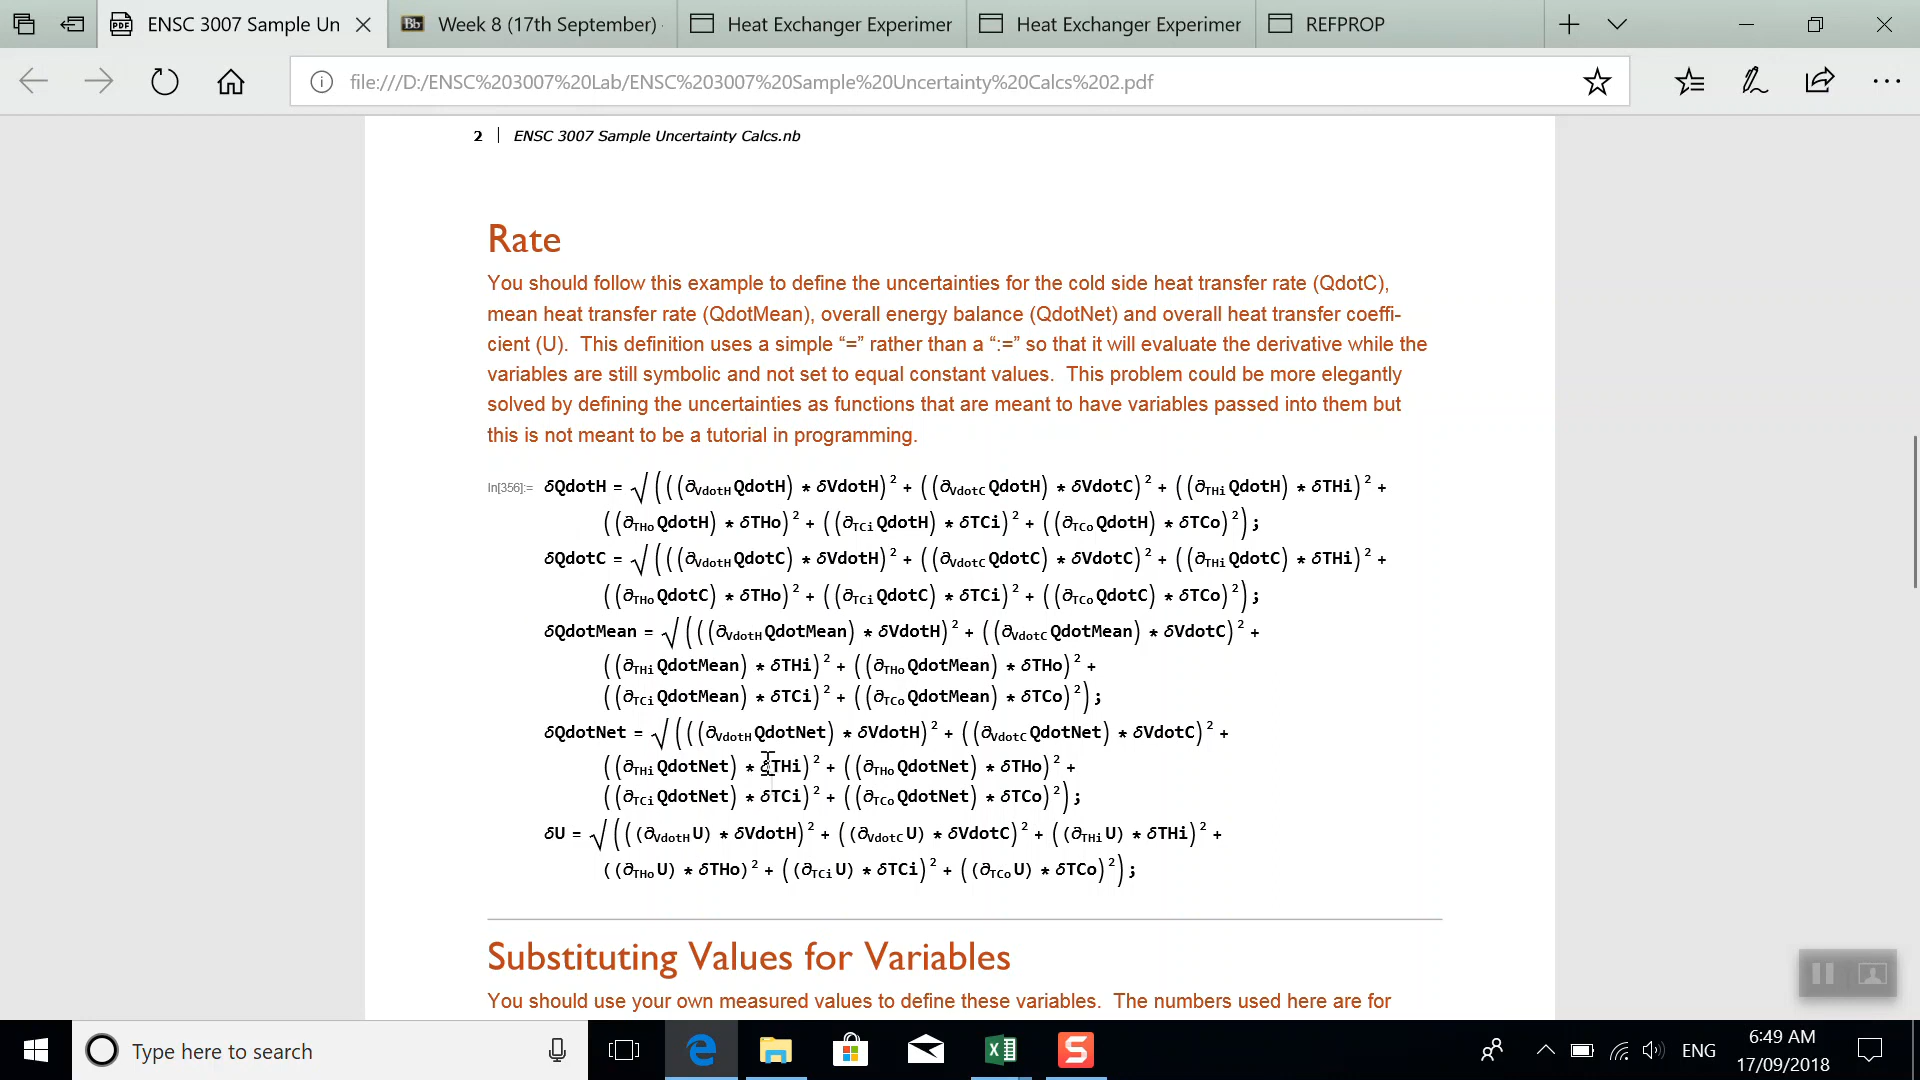 ENSC 3007 Sample Un
Bb Week 8 (17th September)
Heat Exchanger Experimer
Heat Exchanger Experimer
REFPROP
file:///D:/ENSC%203007%20Lab/ENSC%203007%20Sample%20Uncertainty%20Calcs%202.pdf
2 | ENSC 3007 Sample Uncertainty Calcs.nb
Rate
You should follow this example to define the uncertainties for the cold side heat transfer rate (QdotC),
mean heat transfer rate (QdotMean), overall energy balance (QdotNet) and overall heat transfer coeffi-
cient (U). This definition uses a simple “=” rather than a “:=” so that it will evaluate the derivative while the
variables are still symbolic and not set to equal constant values. This problem could be more elegantly
solved by defining the uncertainties as functions that are meant to have variables passed into them but
this is not meant to be a tutorial in programming.
In[356]:= δQdotH = √(((∂VdotH QdotH) * δVdotH)² + ((∂VdotC QdotH) * δVdotC)² + ((∂THi QdotH) * δTHi)² +
((∂THo QdotH) * δTHo)² + ((∂TCi QdotH) * δTCi)² + ((∂TCo QdotH) * δTCo)²);
δQdotC = √(((∂VdotH QdotC) * δVdotH)² + ((∂VdotC QdotC) * δVdotC)² + ((∂THi QdotC) * δTHi)² +
((∂THo QdotC) * δTHo)² + ((∂TCi QdotC) * δTCi)² + ((∂TCo QdotC) * δTCo)²);
δQdotMean = √(((∂VdotH QdotMean) * δVdotH)² + ((∂VdotC QdotMean) * δVdotC)² +
((∂THi QdotMean) * δTHi)² + ((∂THo QdotMean) * δTHo)² +
((∂TCi QdotMean) * δTCi)² + ((∂TCo QdotMean) * δTCo)²);
δQdotNet = √(((∂VdotH QdotNet) * δVdotH)² + ((∂VdotC QdotNet) * δVdotC)² +
((∂THi QdotNet) * δTHi)² + ((∂THo QdotNet) * δTHo)² +
((∂TCi QdotNet) * δTCi)² + ((∂TCo QdotNet) * δTCo)²);
δU = √(((∂VdotH U) * δVdotH)² + ((∂VdotC U) * δVdotC)² + ((∂THi U) * δTHi)² +
((∂THo U) * δTHo)² + ((∂TCi U) * δTCi)² + ((∂TCo U) * δTCo)²);
Substituting Values for Variables
You should use your own measured values to define these variables. The numbers used here are for
Type here to search
ENG
6:49 AM
17/09/2018